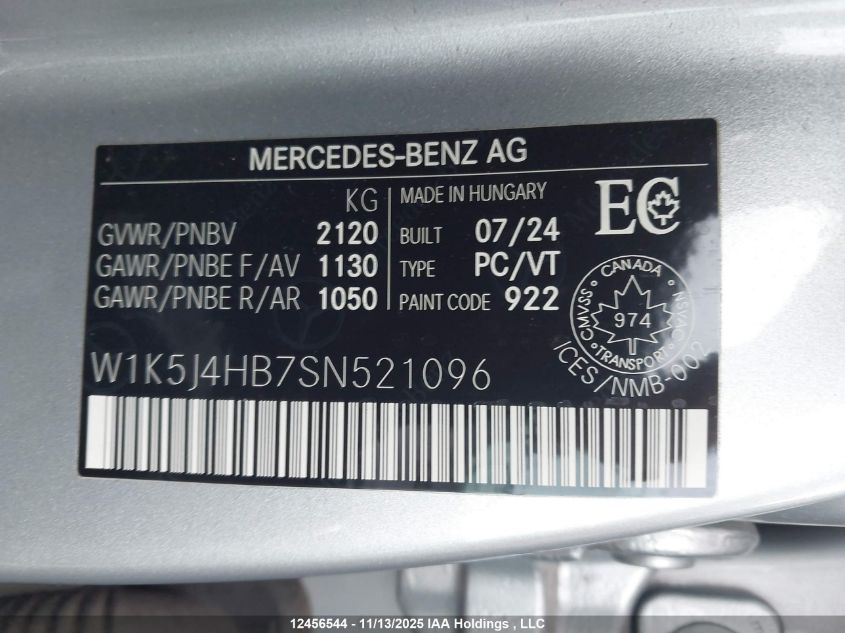 MERCEDES-BENZ AG
KG
GVWR/PNBV 2120
GAWR/PNBE F/AV 1130
GAWR/PNBE R/AR 1050
MADE IN HUNGARY
BUILT 07/24
TYPE PC/VT
PAINT CODE 922
EC
CANADA
CMVSS
974
NSVAC
TRANSPORT
ICES/NMB-002
W1K5J4HB7SN521096
12456544 - 11/13/2025 IAA Holdings , LLC